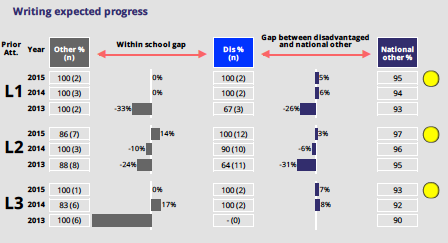 Writing expected progress
Prior Att. Year Other % (n) Within school gap Dis % (n) Gap between disadvantaged and national other National other %
L1
2015 100 (2) 0% 100 (2) 5% 95
2014 100 (3) 0% 100 (2) 6% 94
2013 100 (2) -33% 67 (3) -26% 93
L2
2015 86 (7) 14% 100 (12) 3% 97
2014 100 (3) -10% 90 (10) -6% 96
2013 88 (8) -24% 64 (11) -31% 95
L3
2015 100 (1) 0% 100 (2) 7% 93
2014 83 (6) 17% 100 (2) 8% 92
2013 100 (6) - (0) 90